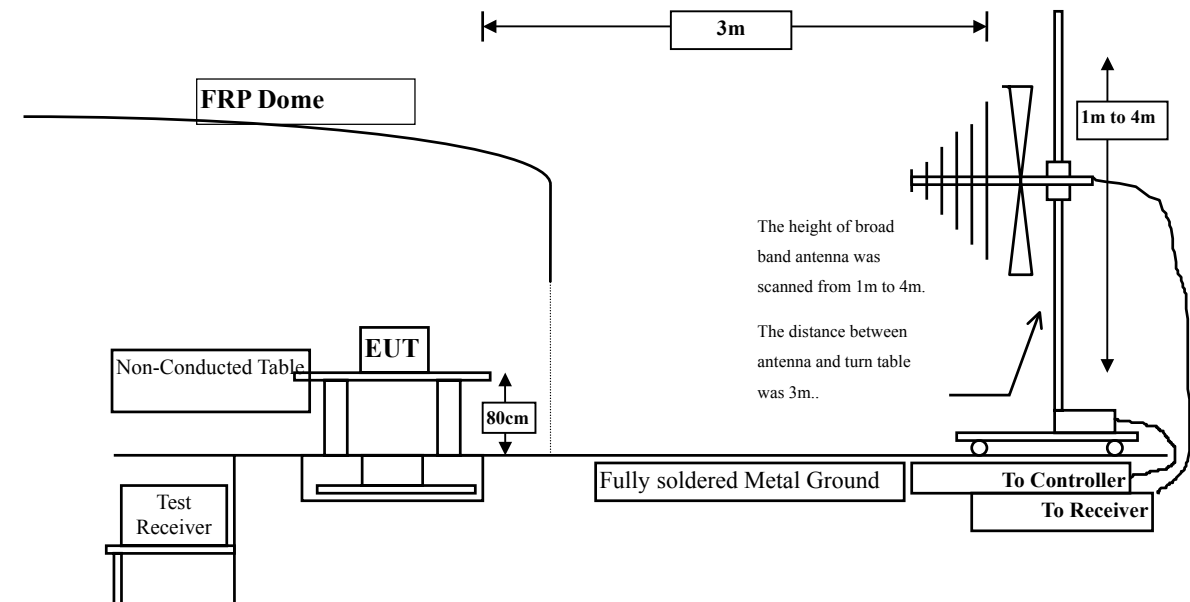 3m
FRP Dome
1m to 4m
The height of broad
band antenna was
scanned from 1m to 4m.
The distance between
antenna and turn table
was 3m..
EUT
Non-Conducted Table
80cm
Fully soldered Metal Ground
To Controller
To Receiver
Test
Receiver